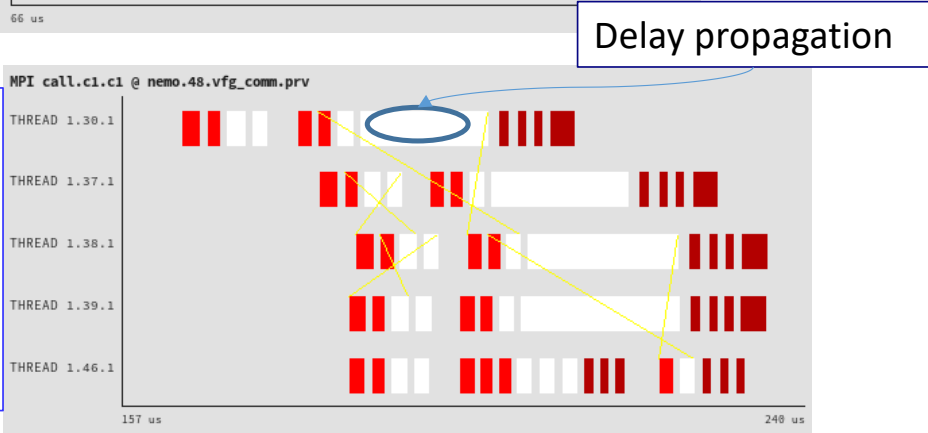 66 us
Delay propagation
MPI call.c1.c1 @ nemo.48.vfg_comm.prv
THREAD 1.30.1
THREAD 1.37.1
THREAD 1.38.1
THREAD 1.39.1
THREAD 1.46.1
157 us
240 us